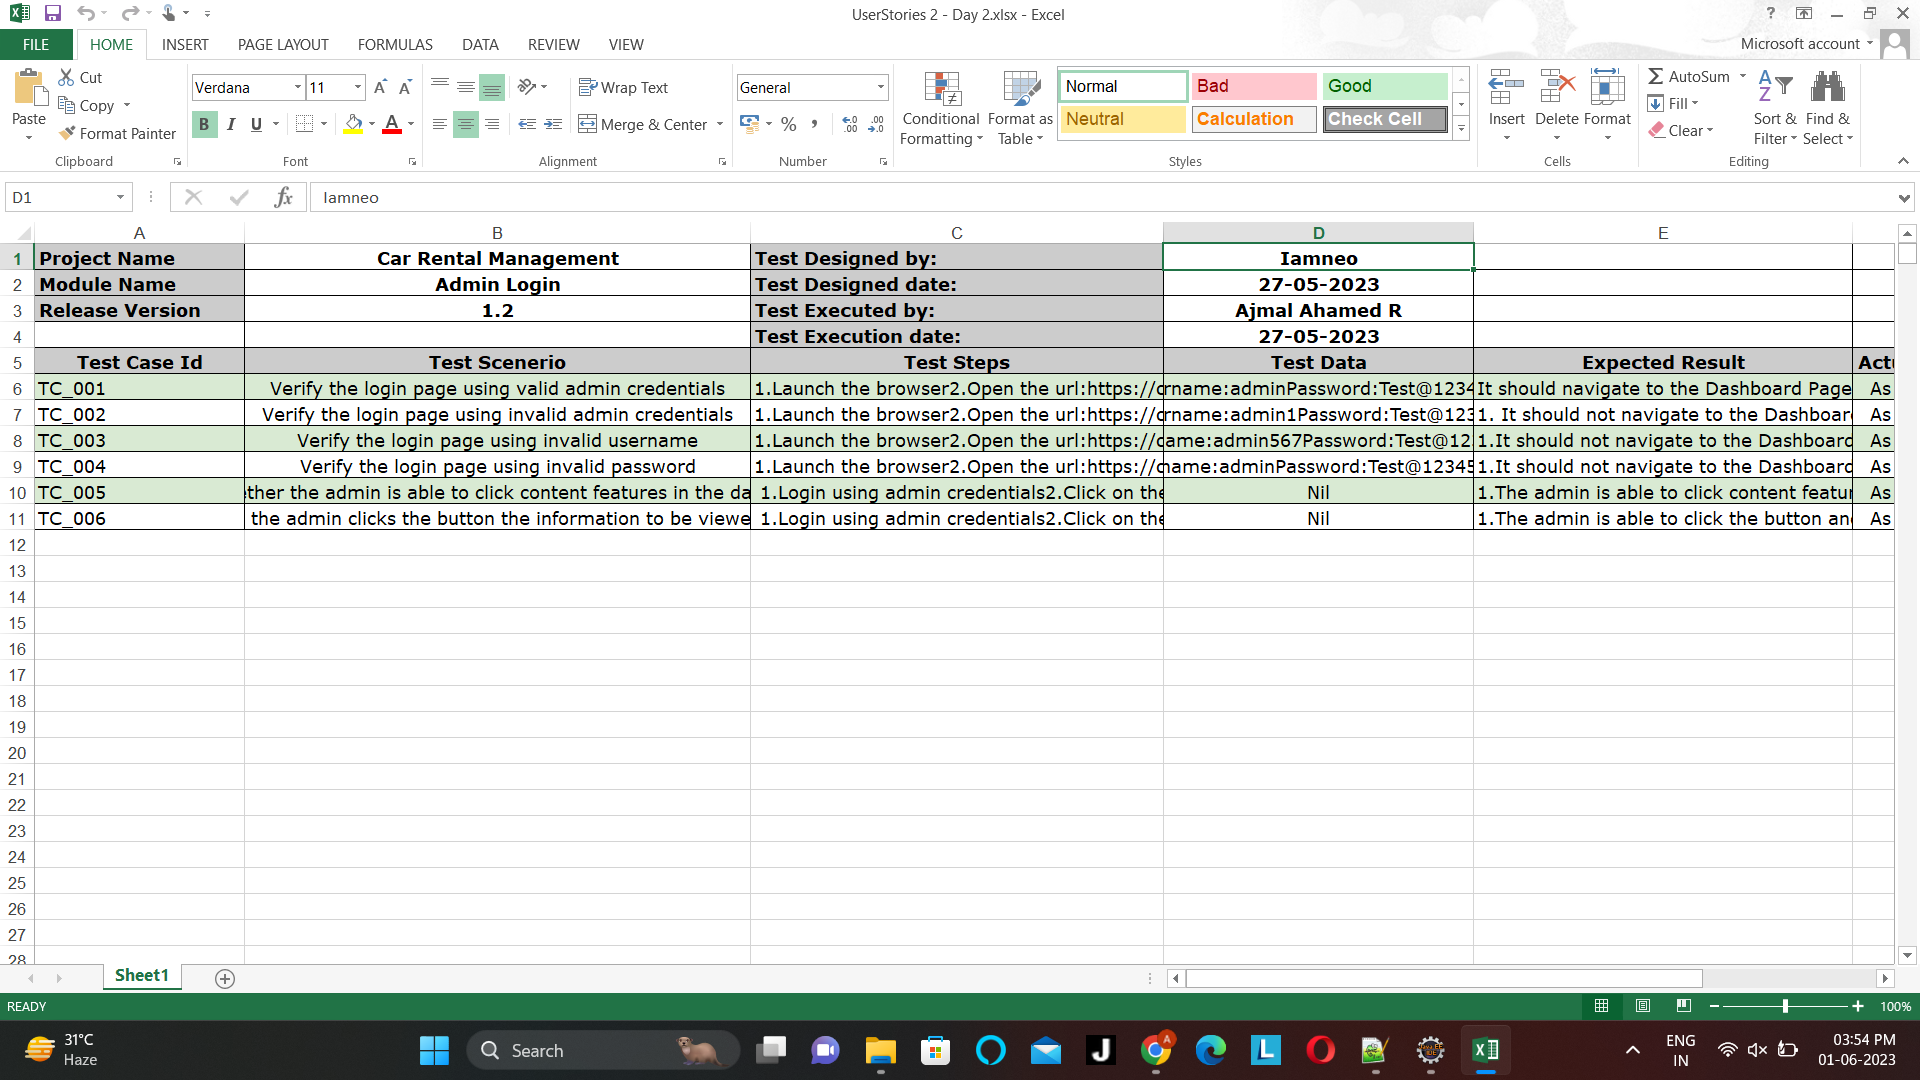 UserStories 2 - Day 2.xlsx - Excel
FILE HOME INSERT PAGE LAYOUT FORMULAS DATA REVIEW VIEW Microsoft account
Paste
Cut
Copy
Format Painter
Clipboard
Verdana 11
B I U
Font
Wrap Text
Merge & Center
Alignment
General
%
Number
Conditional Formatting
Format as Table
Normal Bad Good
Neutral Calculation Check Cell
Styles
Insert Delete Format
Cells
AutoSum
Fill
Clear
Sort & Filter
Find & Select
Editing
D1 fx Iamneo
A B C D E
1 Project Name Car Rental Management Test Designed by: Iamneo
2 Module Name Admin Login Test Designed date: 27-05-2023
3 Release Version 1.2 Test Executed by: Ajmal Ahamed R
4 Test Execution date: 27-05-2023
5 Test Case Id Test Scenerio Test Steps Test Data Expected Result Actu
6 TC_001 Verify the login page using valid admin credentials 1.Launch the browser2.Open the url:https:// rname:adminPassword:Test@1234 It should navigate to the Dashboard Page As
7 TC_002 Verify the login page using invalid admin credentials 1.Launch the browser2.Open the url:https:// rname:admin1Password:Test@123 1. It should not navigate to the Dashboar As
8 TC_003 Verify the login page using invalid username 1.Launch the browser2.Open the url:https:// ame:admin567Password:Test@12 1.It should not navigate to the Dashboard As
9 TC_004 Verify the login page using invalid password 1.Launch the browser2.Open the url:https:// name:adminPassword:Test@12345 1.It should not navigate to the Dashboard As
10 TC_005 ther the admin is able to click content features in the da 1.Login using admin credentials2.Click on the Nil 1.The admin is able to click content featur As
11 TC_006 the admin clicks the button the information to be viewe 1.Login using admin credentials2.Click on the Nil 1.The admin is able to click the button an As
12
13
14
15
16
17
18
19
20
21
22
23
24
25
26
27
28
Sheet1
READY 100%
31°C
Haze
Search
ENG
IN
03:54 PM
01-06-2023